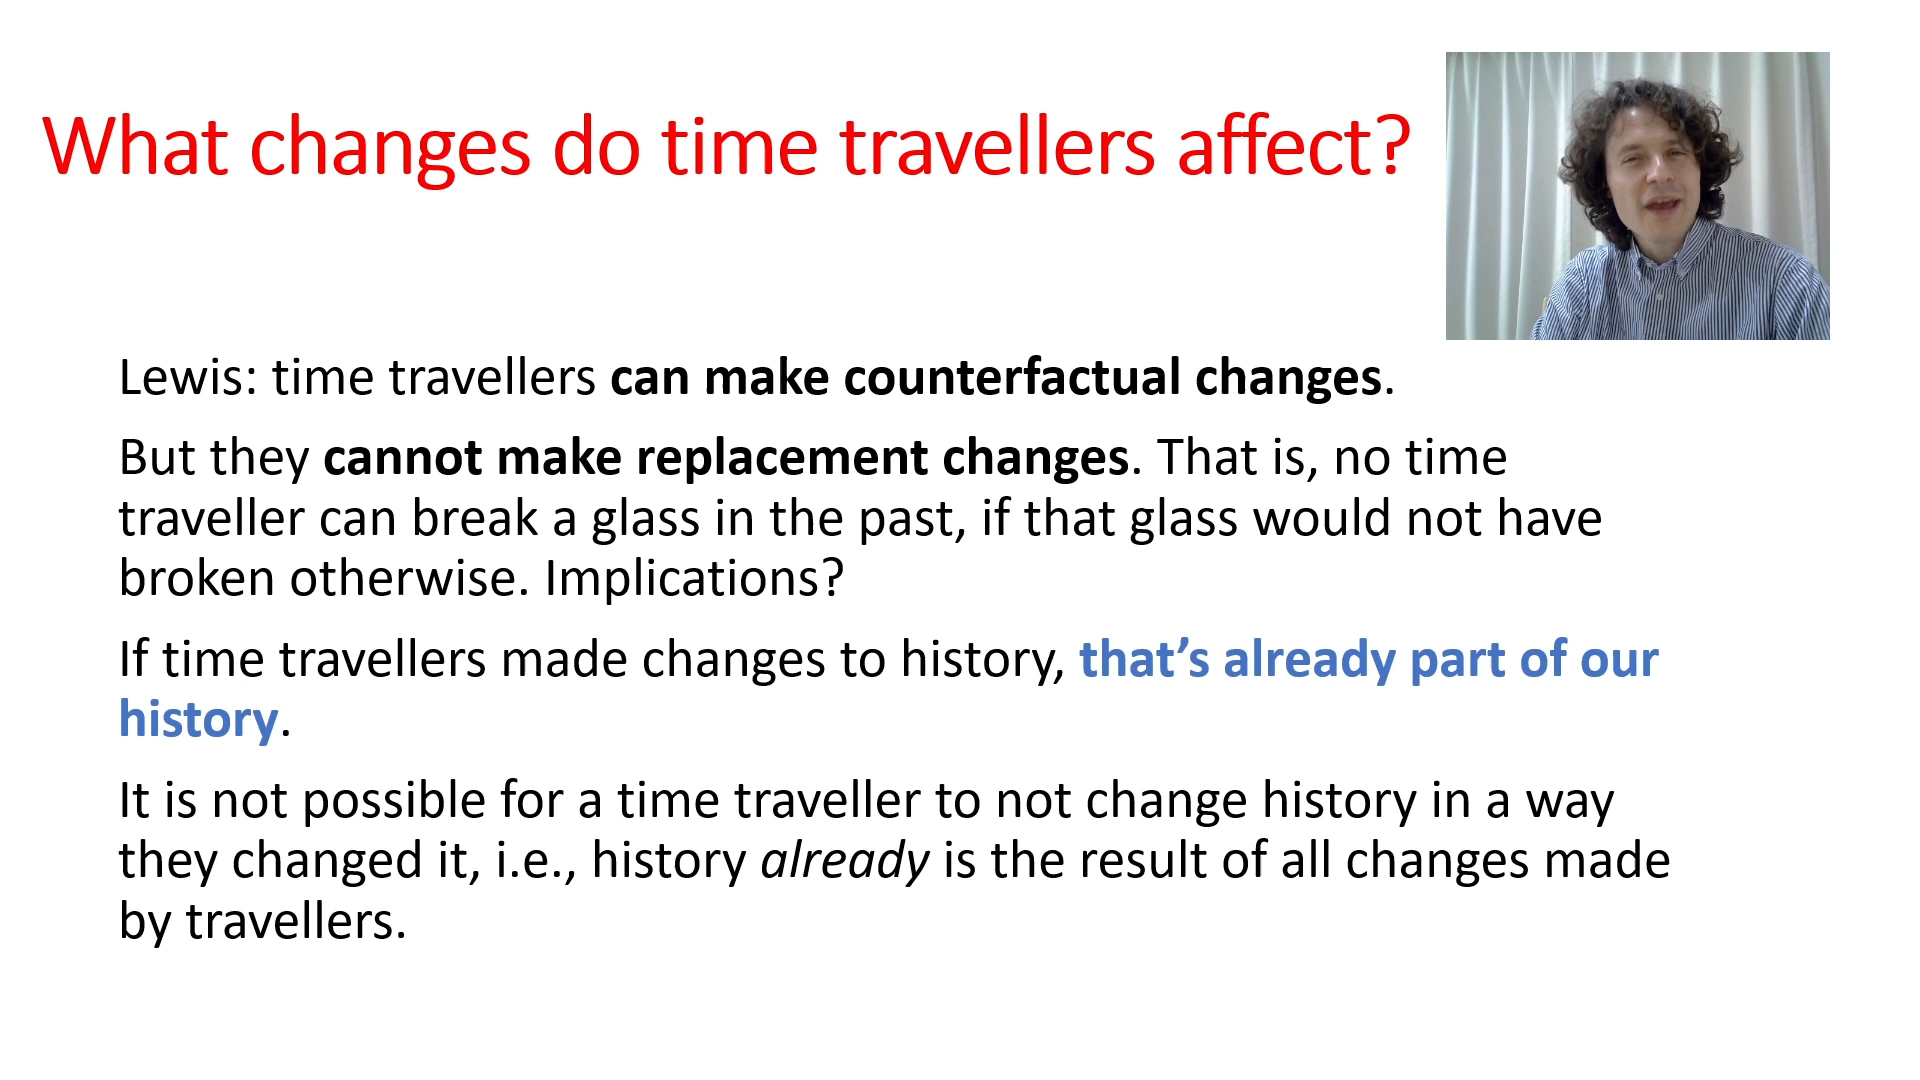 What changes do time travellers affect?
Lewis: time travellers can make counterfactual changes.
But they cannot make replacement changes. That is, no time
traveller can break a glass in the past, if that glass would not have
broken otherwise. Implications?
If time travellers made changes to history, that’s already part of our
history.
It is not possible for a time traveller to not change history in a way
they changed it, i.e., history already is the result of all changes made
by travellers.